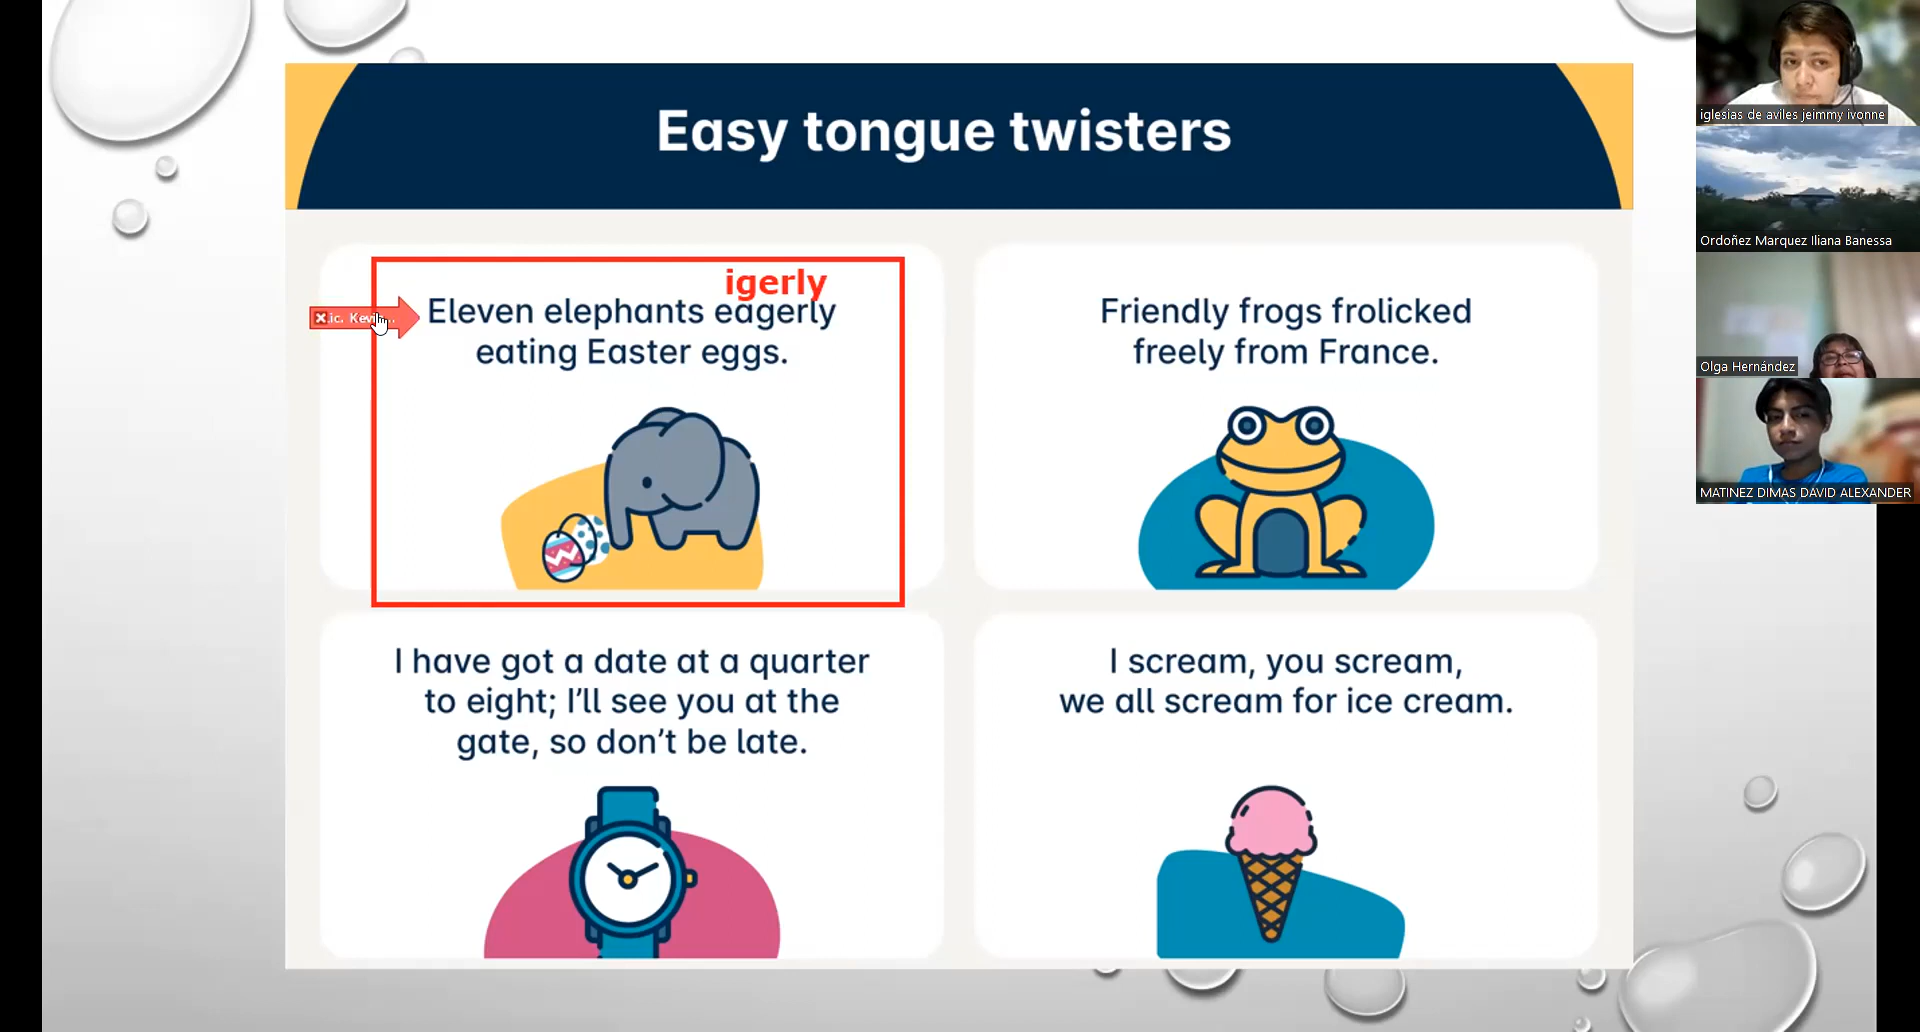 Easy tongue twisters
igerly
Eleven elephants eagerly
eating Easter eggs.
Friendly frogs frolicked
freely from France.
I have got a date at a quarter
to eight; I'll see you at the
gate, so don't be late.
I scream, you scream,
we all scream for ice cream.
iglesias de aviles jeimmy ivonne
Ordoñez Marquez Iliana Banessa
Olga Hernández
MATINEZ DIMAS DAVID ALEXANDER